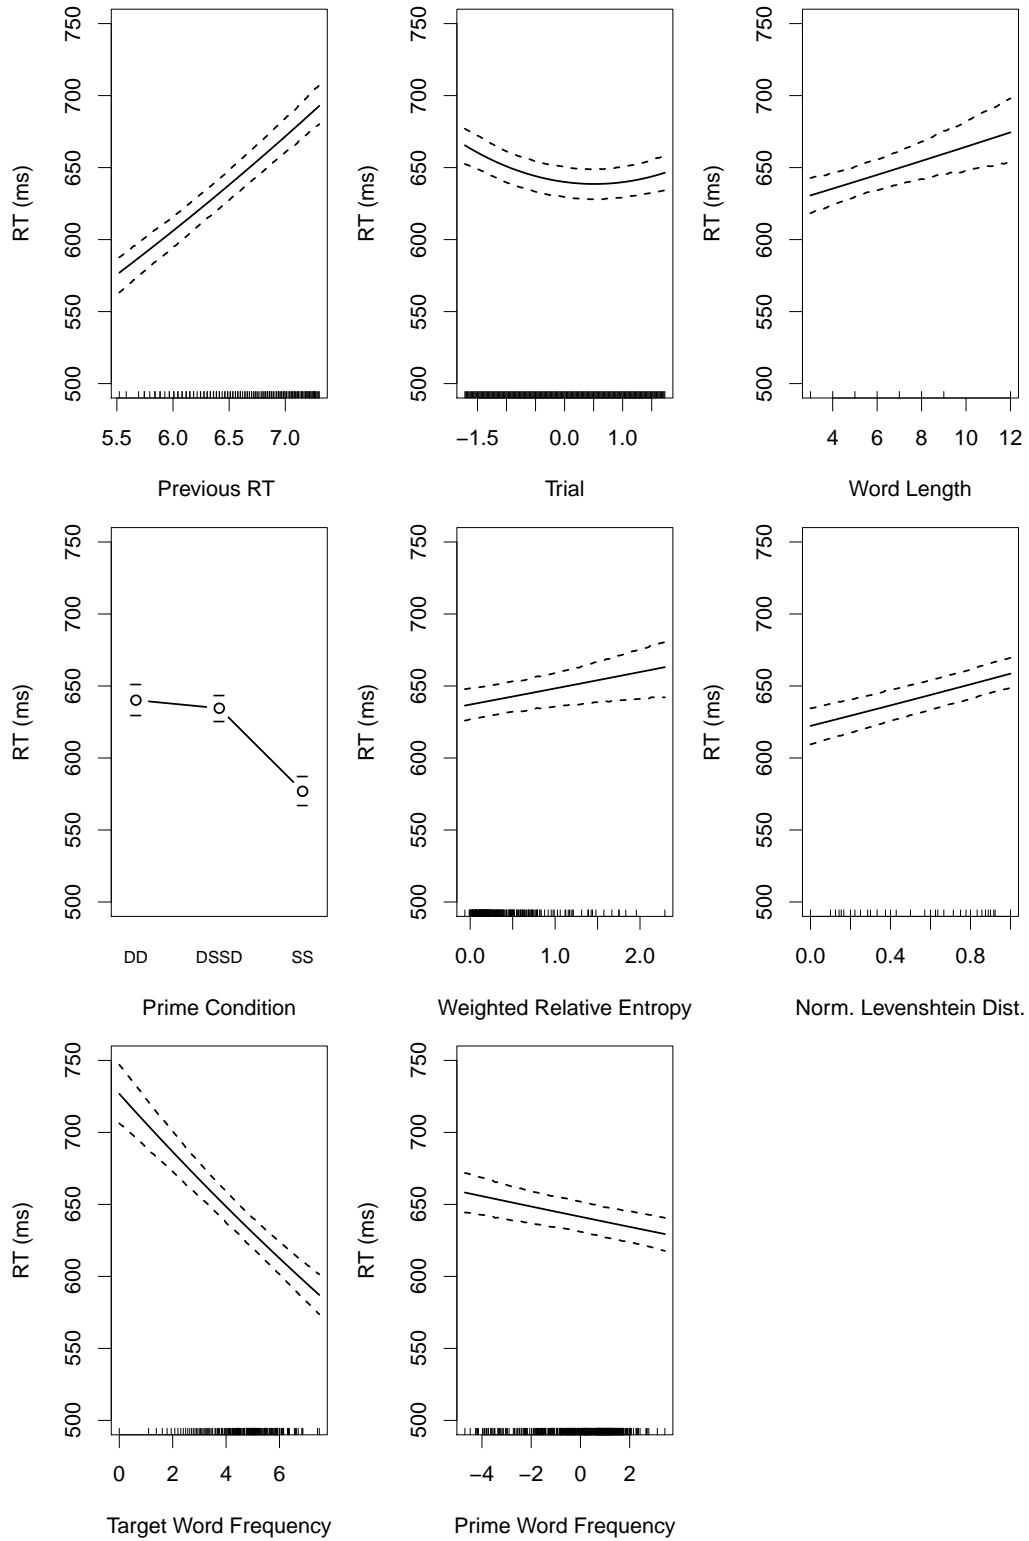 500 550 600 650 700 750
RT (ms)
5.5 6.0 6.5 7.0
Previous RT
500 550 600 650 700 750
RT (ms)
−1.5 0.0 1.0
Trial
500 550 600 650 700 750
RT (ms)
4 6 8 10 12
Word Length
500 550 600 650 700 750
RT (ms)
DD DSSD SS
Prime Condition
500 550 600 650 700 750
RT (ms)
0.0 1.0 2.0
Weighted Relative Entropy
500 550 600 650 700 750
RT (ms)
0.0 0.4 0.8
Norm. Levenshtein Dist.
500 550 600 650 700 750
RT (ms)
0 2 4 6
Target Word Frequency
500 550 600 650 700 750
RT (ms)
−4 −2 0 2
Prime Word Frequency